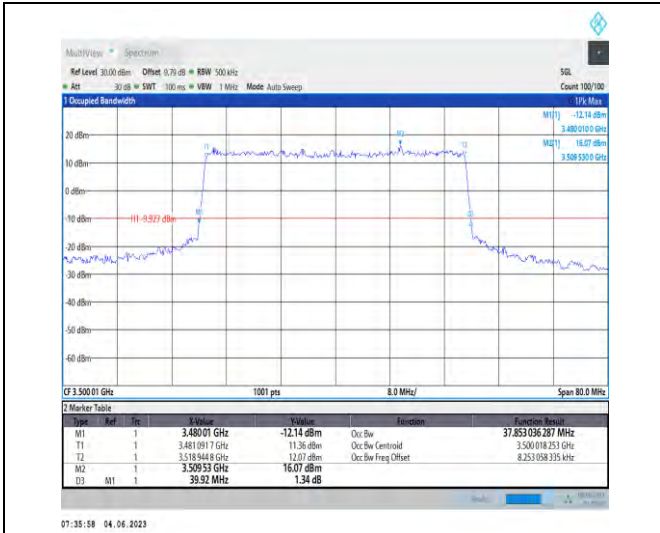 MultiView Spectrum
Ref Level 30.00 dBm Offset 9.79 dB RBW 500 kHz SGL
Att 30 dB SWT 100 ms VBW 1 MHz Mode Auto Sweep Count 100/100
1 Occupied Bandwidth 1Pk Max
M1[1] -12.14 dBm
3.480 010 0 GHz
M2[1] 16.07 dBm
3.509 530 0 GHz
20 dBm
M2
T1
T2
10 dBm
0 dBm
-10 dBm
H1 -9.927 dBm
M1
-20 dBm
-30 dBm
-40 dBm
-50 dBm
-60 dBm
CF 3.500 01 GHz 1001 pts 8.0 MHz/ Span 80.0 MHz
2 Marker Table
Type Ref Trc X-Value Y-Value Function Function Result
M1 1 3.480 01 GHz -12.14 dBm Occ Bw 37.853 036 287 MHz
T1 1 3.481 091 7 GHz 11.36 dBm Occ Bw Centroid 3.500 018 253 GHz
T2 1 3.518 944 8 GHz 12.07 dBm Occ Bw Freq Offset 8.253 058 335 kHz
M2 1 3.509 53 GHz 16.07 dBm
D3 M1 1 39.92 MHz 1.34 dB
07:35:58 04.06.2023